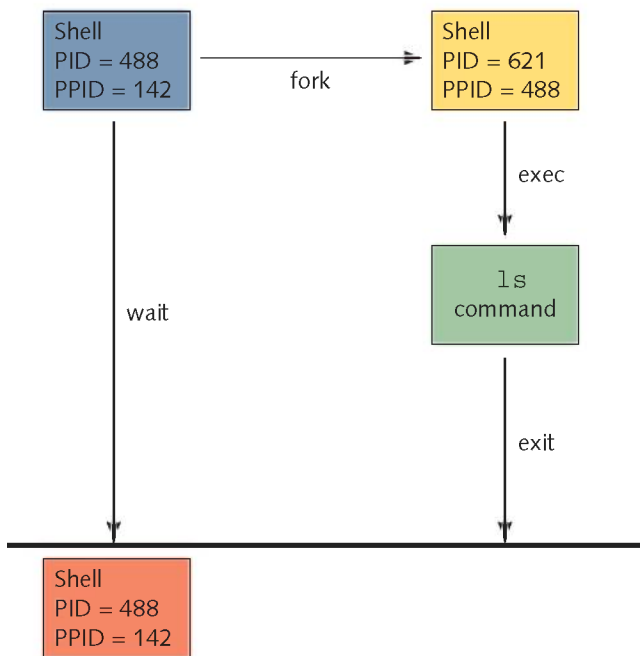 Shell
PID = 488
PPID = 142
fork
Shell
PID = 621
PPID = 488
exec
ls
command
wait
exit
Shell
PID = 488
PPID = 142